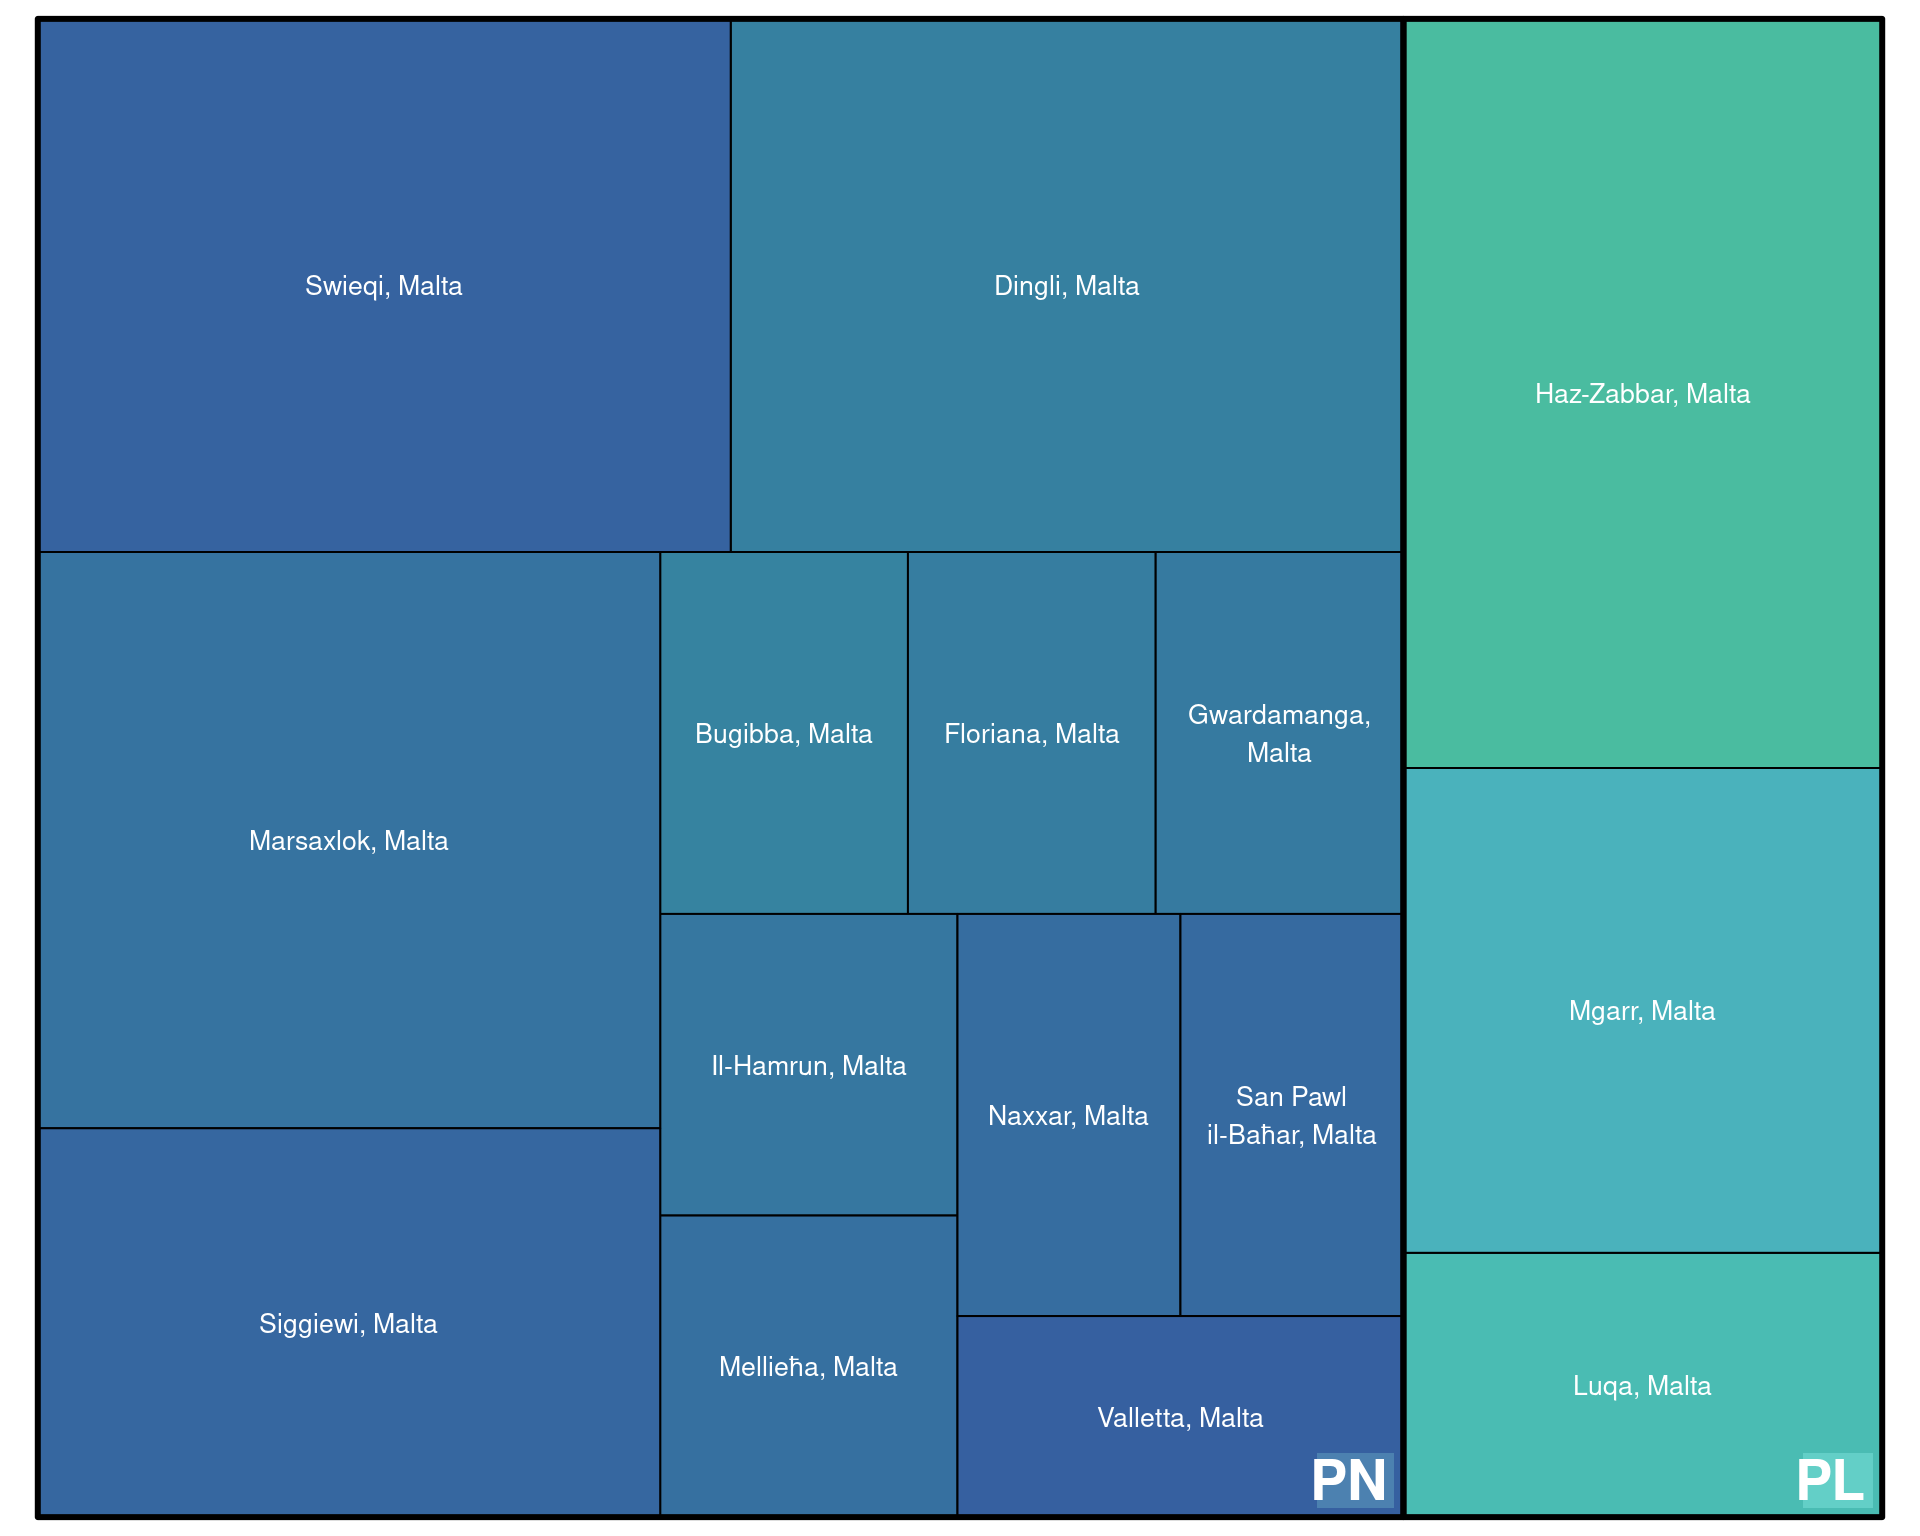 Swieqi, Malta
Dingli, Malta
Haz-Zabbar, Malta
Marsaxlok, Malta
Bugibba, Malta
Floriana, Malta
Gwardamanga,
Malta
Mgarr, Malta
Il-Hamrun, Malta
Naxxar, Malta
San Pawl
il-Baħar, Malta
Siggiewi, Malta
Mellieħa, Malta
Valletta, Malta
Luqa, Malta
PN
PL